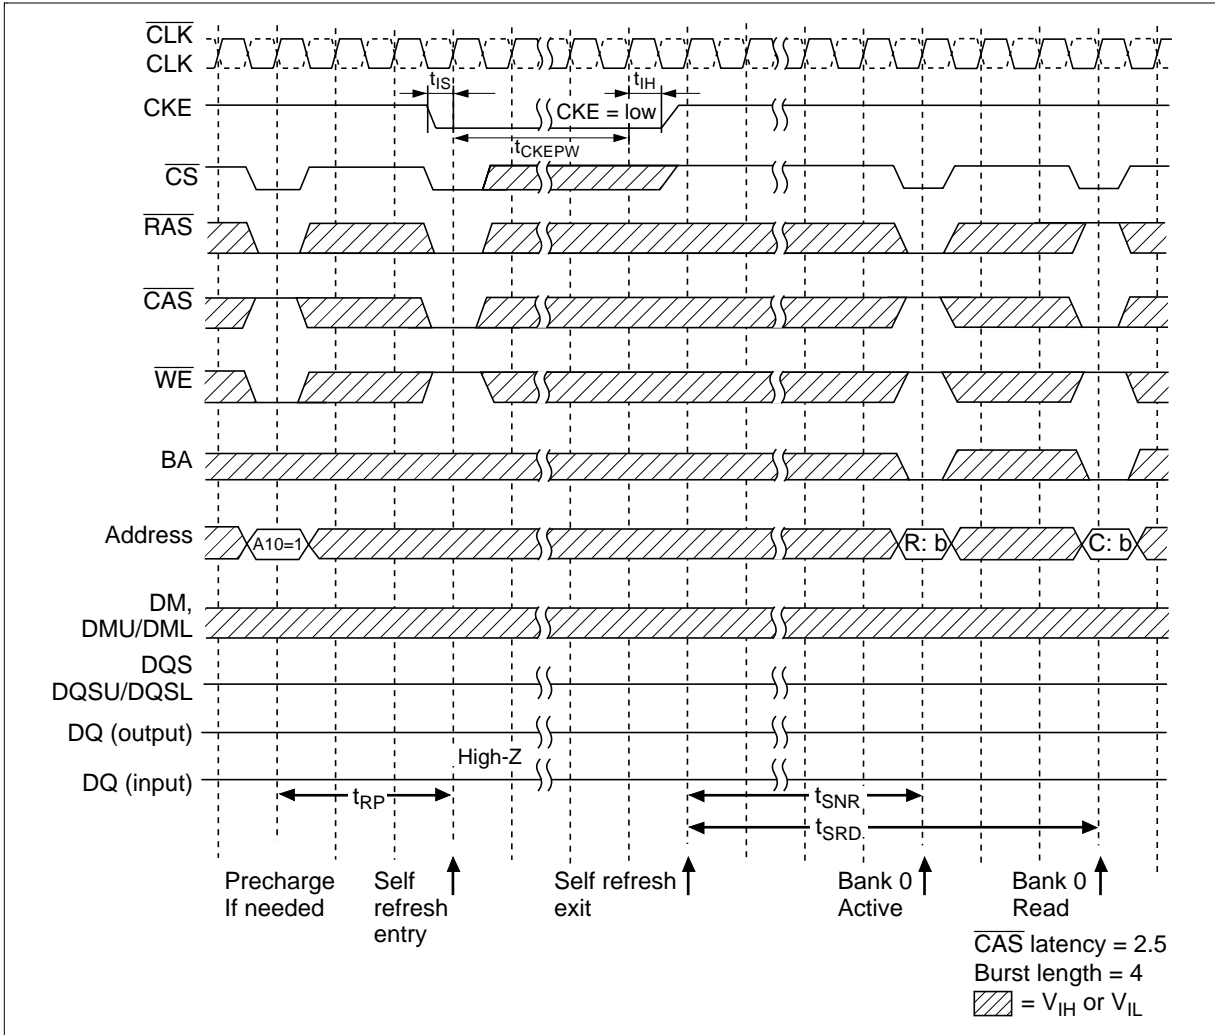 CLK
CLK
tIS
tIH
CKE
CKE = low
tCKEPW
CS
RAS
CAS
WE
BA
Address
A10=1
R: b
C: b
DM,
DMU/DML
DQS
DQSU/DQSL
DQ (output)
High-Z
DQ (input)
tRP
tSNR
tSRD
Precharge
If needed
Self
refresh
entry
Self refresh
exit
Bank 0
Active
Bank 0
Read
CAS latency = 2.5
Burst length = 4
= VIH or VIL